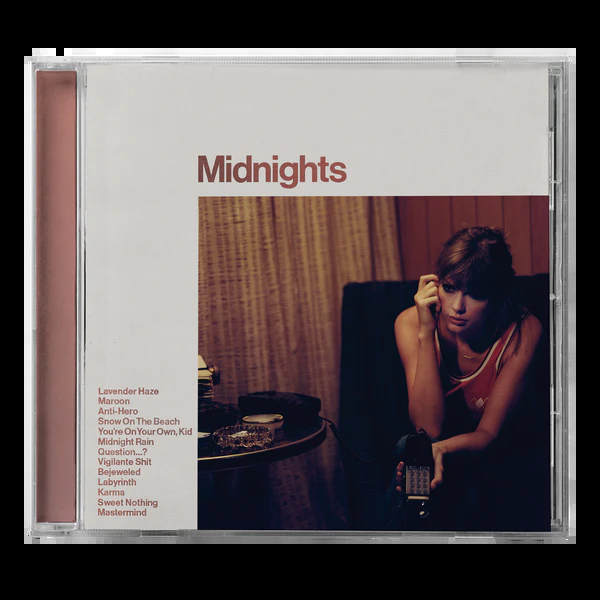 Midnights
Lavender Haze
Maroon
Anti-Hero
Snow On The Beach
You're On Your Own, Kid
Midnight Rain
Question...?
Vigilante Shit
Bejeweled
Labyrinth
Karma
Sweet Nothing
Mastermind